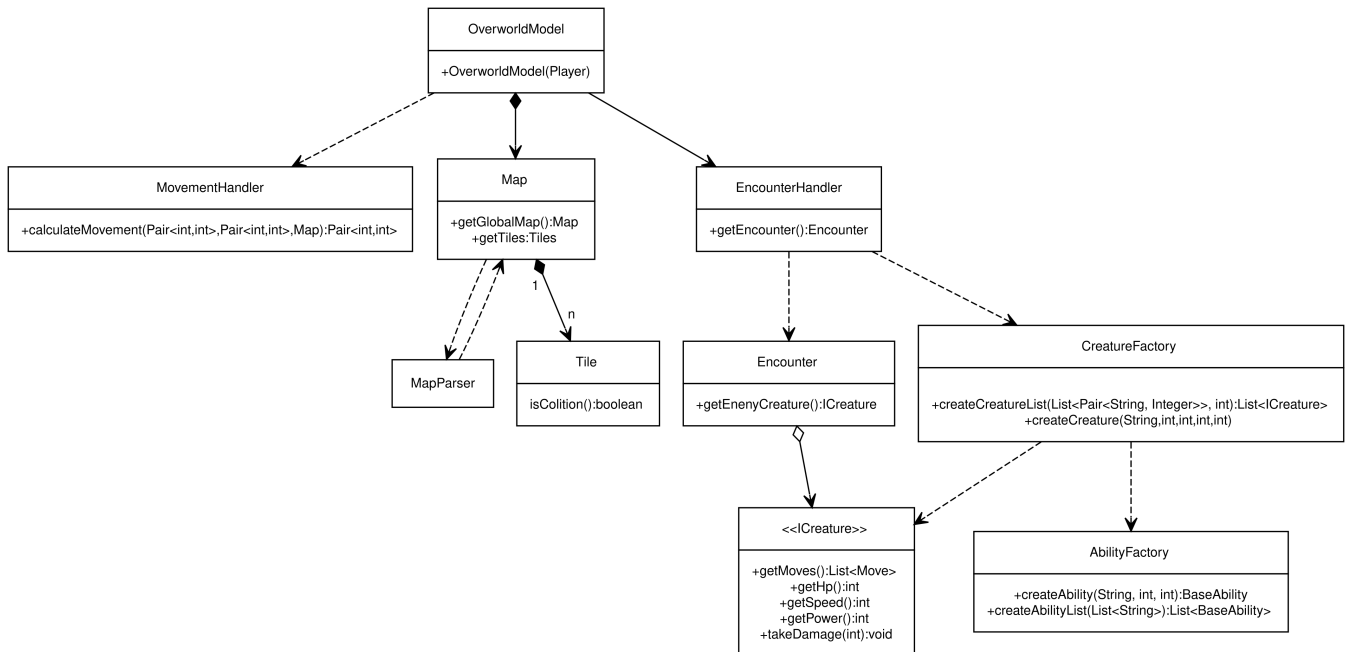 OverworldModel
+OverworldModel(Player)
MovementHandler
+calculateMovement(Pair<int,int>,Pair<int,int>,Map):Pair<int,int>
Map
+getGlobalMap():Map
+getTiles:Tiles
EncounterHandler
+getEncounter():Encounter
1
n
MapParser
Tile
isColition():boolean
Encounter
+getEnenyCreature():ICreature
CreatureFactory
+createCreatureList(List<Pair<String, Integer>>, int):List<ICreature>
+createCreature(String,int,int,int,int)
<<ICreature>>
+getMoves():List<Move>
+getHp():int
+getSpeed():int
+getPower():int
+takeDamage(int):void
AbilityFactory
+createAbility(String, int, int):BaseAbility
+createAbilityList(List<String>):List<BaseAbility>